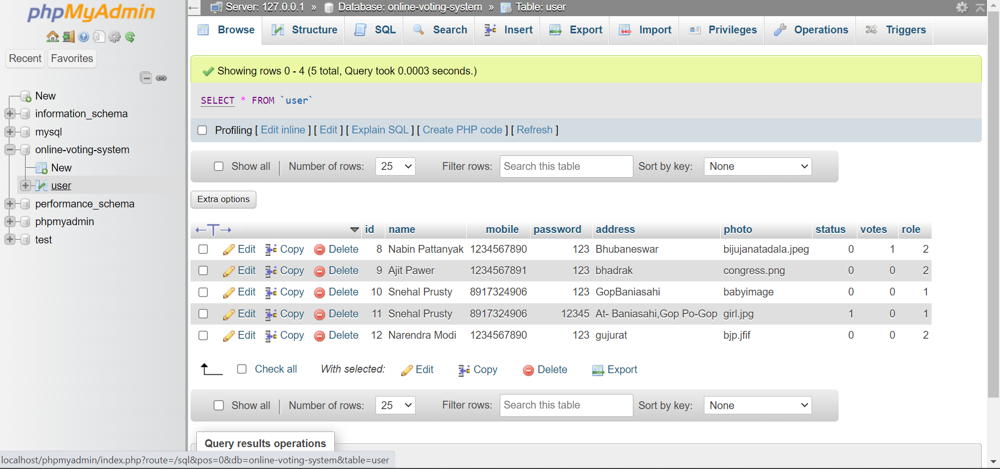 phpMyAdmin
Recent Favorites
New
information_schema
mysql
online-voting-system
New
user
performance_schema
phpmyadmin
test
Server: 127.0.0.1 » Database: online-voting-system » Table: user
Browse Structure SQL Search Insert Export Import Privileges Operations Triggers
Showing rows 0 - 4 (5 total, Query took 0.0003 seconds.)
SELECT * FROM `user`
Profiling [ Edit inline ] [ Edit ] [ Explain SQL ] [ Create PHP code ] [ Refresh ]
Show all | Number of rows: 25 Filter rows: Search this table Sort by key: None
Extra options
←T→ id name mobile password address photo status votes role
Edit Copy Delete 8 Nabin Pattanyak 1234567890 123 Bhubaneswar bijujanatadala.jpeg 0 1 2
Edit Copy Delete 9 Ajit Pawer 1234567891 123 bhadrak congress.png 0 0 2
Edit Copy Delete 10 Snehal Prusty 8917324906 123 GopBaniasahi babyimage 0 0 1
Edit Copy Delete 11 Snehal Prusty 8917324906 12345 At- Baniasahi,Gop Po-Gop girl.jpg 1 0 1
Edit Copy Delete 12 Narendra Modi 1234567890 123 gujurat bjp.jfif 0 0 2
Check all With selected: Edit Copy Delete Export
Show all | Number of rows: 25 Filter rows: Search this table Sort by key: None
Query results operations
localhost/phpmyadmin/index.php?route=/sql&pos=0&db=online-voting-system&table=user